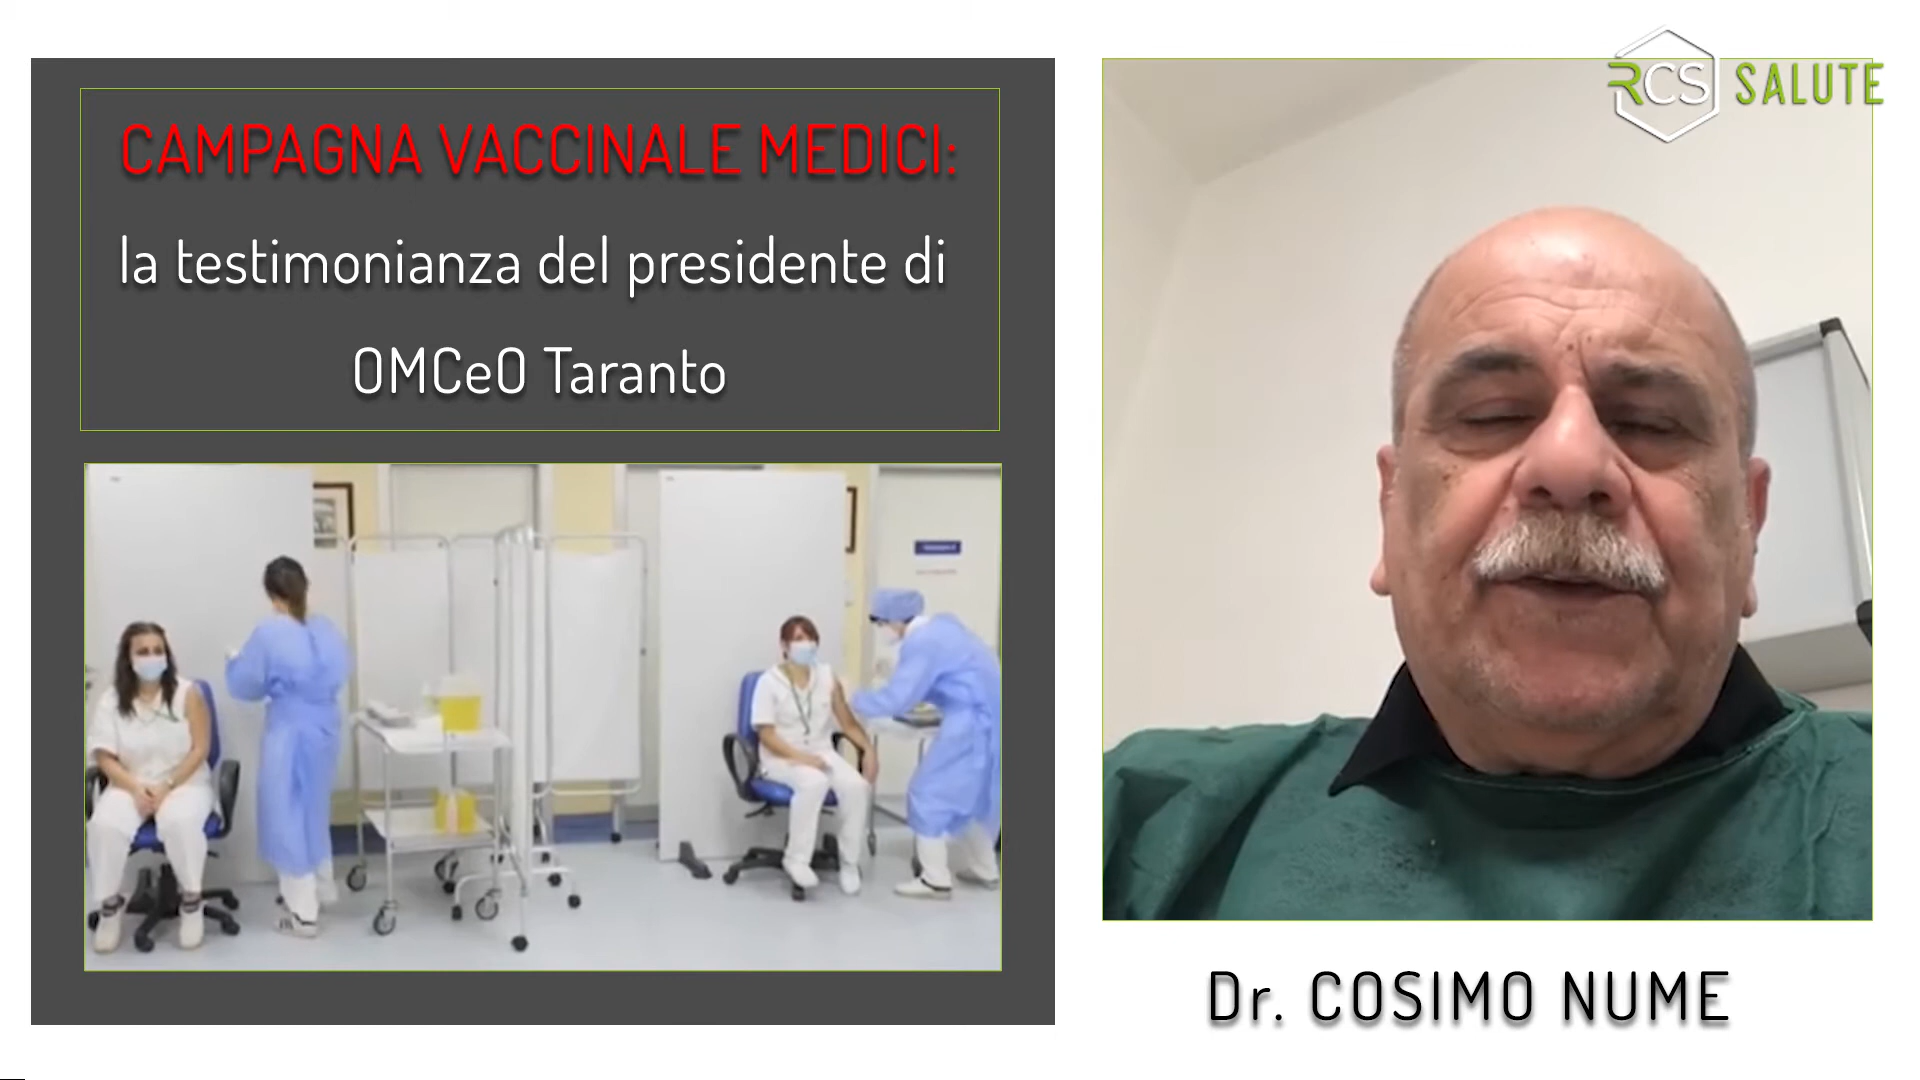 RCS SALUTE
CAMPAGNA VACCINALE MEDICI:
la testimonianza del presidente di
OMCeO Taranto
Dr. COSIMO NUME